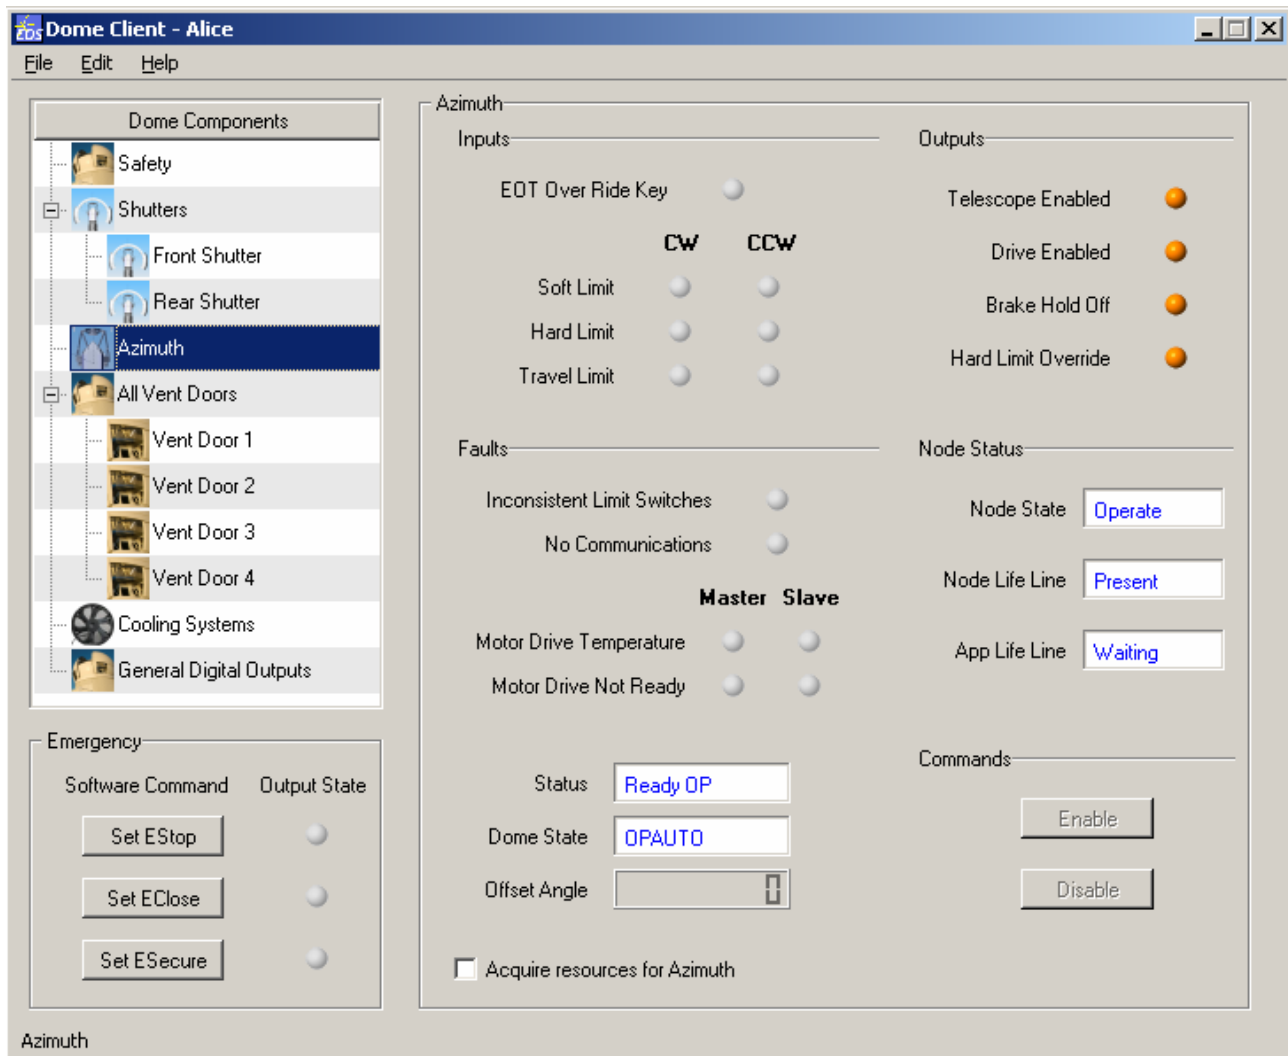 EDS Dome Client - Alice
File Edit Help
Dome Components
Safety
Shutters
Front Shutter
Rear Shutter
Azimuth
All Vent Doors
Vent Door 1
Vent Door 2
Vent Door 3
Vent Door 4
Cooling Systems
General Digital Outputs
Emergency
Software Command Output State
Set EStop
Set EClose
Set ESecure
Azimuth
Inputs
EOT Over Ride Key
CW CCW
Soft Limit
Hard Limit
Travel Limit
Outputs
Telescope Enabled
Drive Enabled
Brake Hold Off
Hard Limit Override
Faults
Inconsistent Limit Switches
No Communications
Master Slave
Motor Drive Temperature
Motor Drive Not Ready
Node Status
Node State Operate
Node Life Line Present
App Life Line Waiting
Status Ready OP
Dome State OPAUTO
Offset Angle 0
Commands
Enable
Disable
Acquire resources for Azimuth
Azimuth